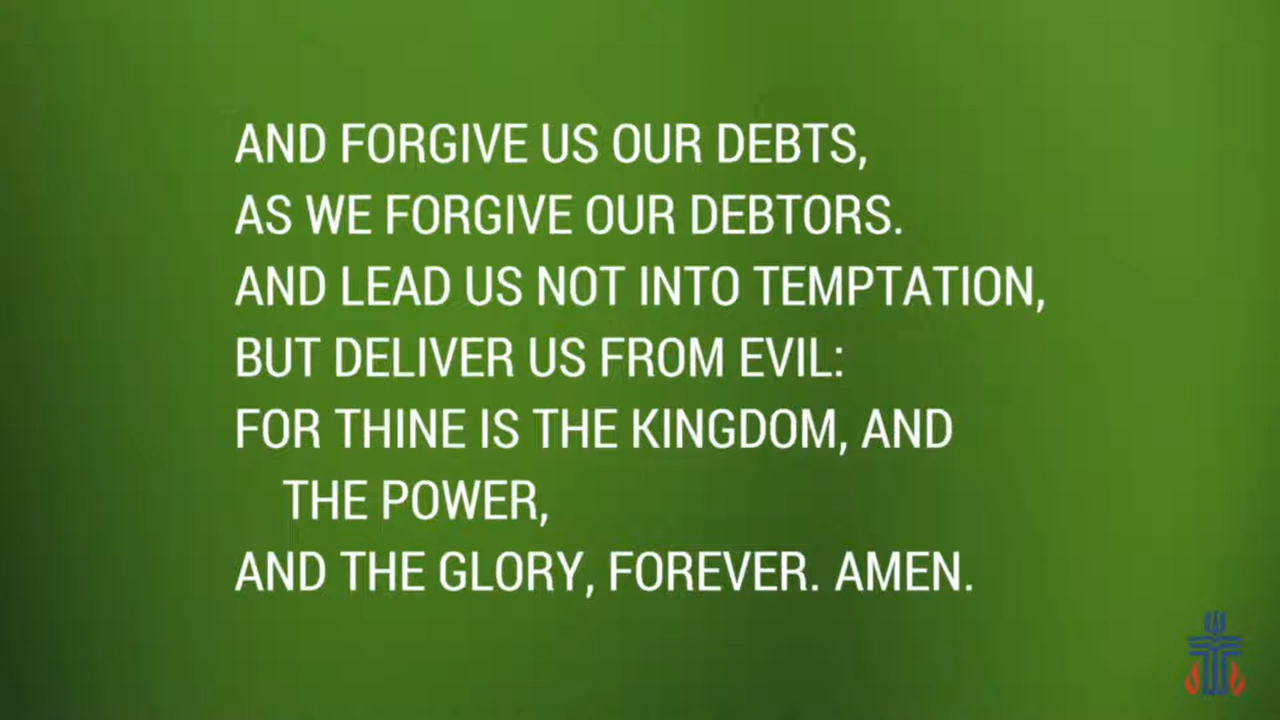 AND FORGIVE US OUR DEBTS,
AS WE FORGIVE OUR DEBTORS.
AND LEAD US NOT INTO TEMPTATION,
BUT DELIVER US FROM EVIL:
FOR THINE IS THE KINGDOM, AND
THE POWER,
AND THE GLORY, FOREVER. AMEN.